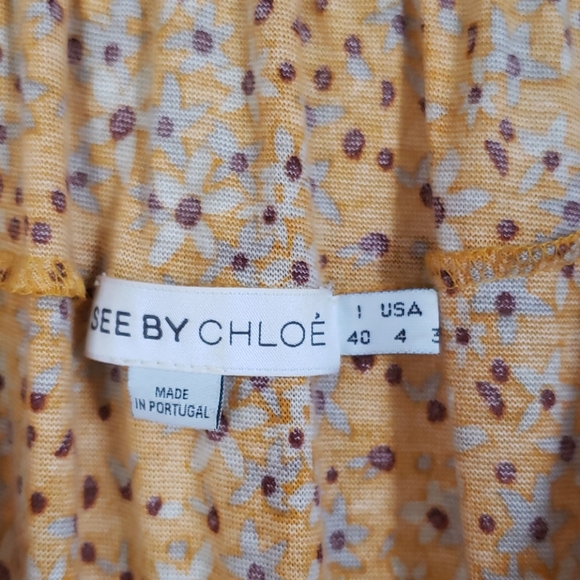 SEE BY CHLOÉ
I USA
40 4 3
MADE
IN PORTUGAL